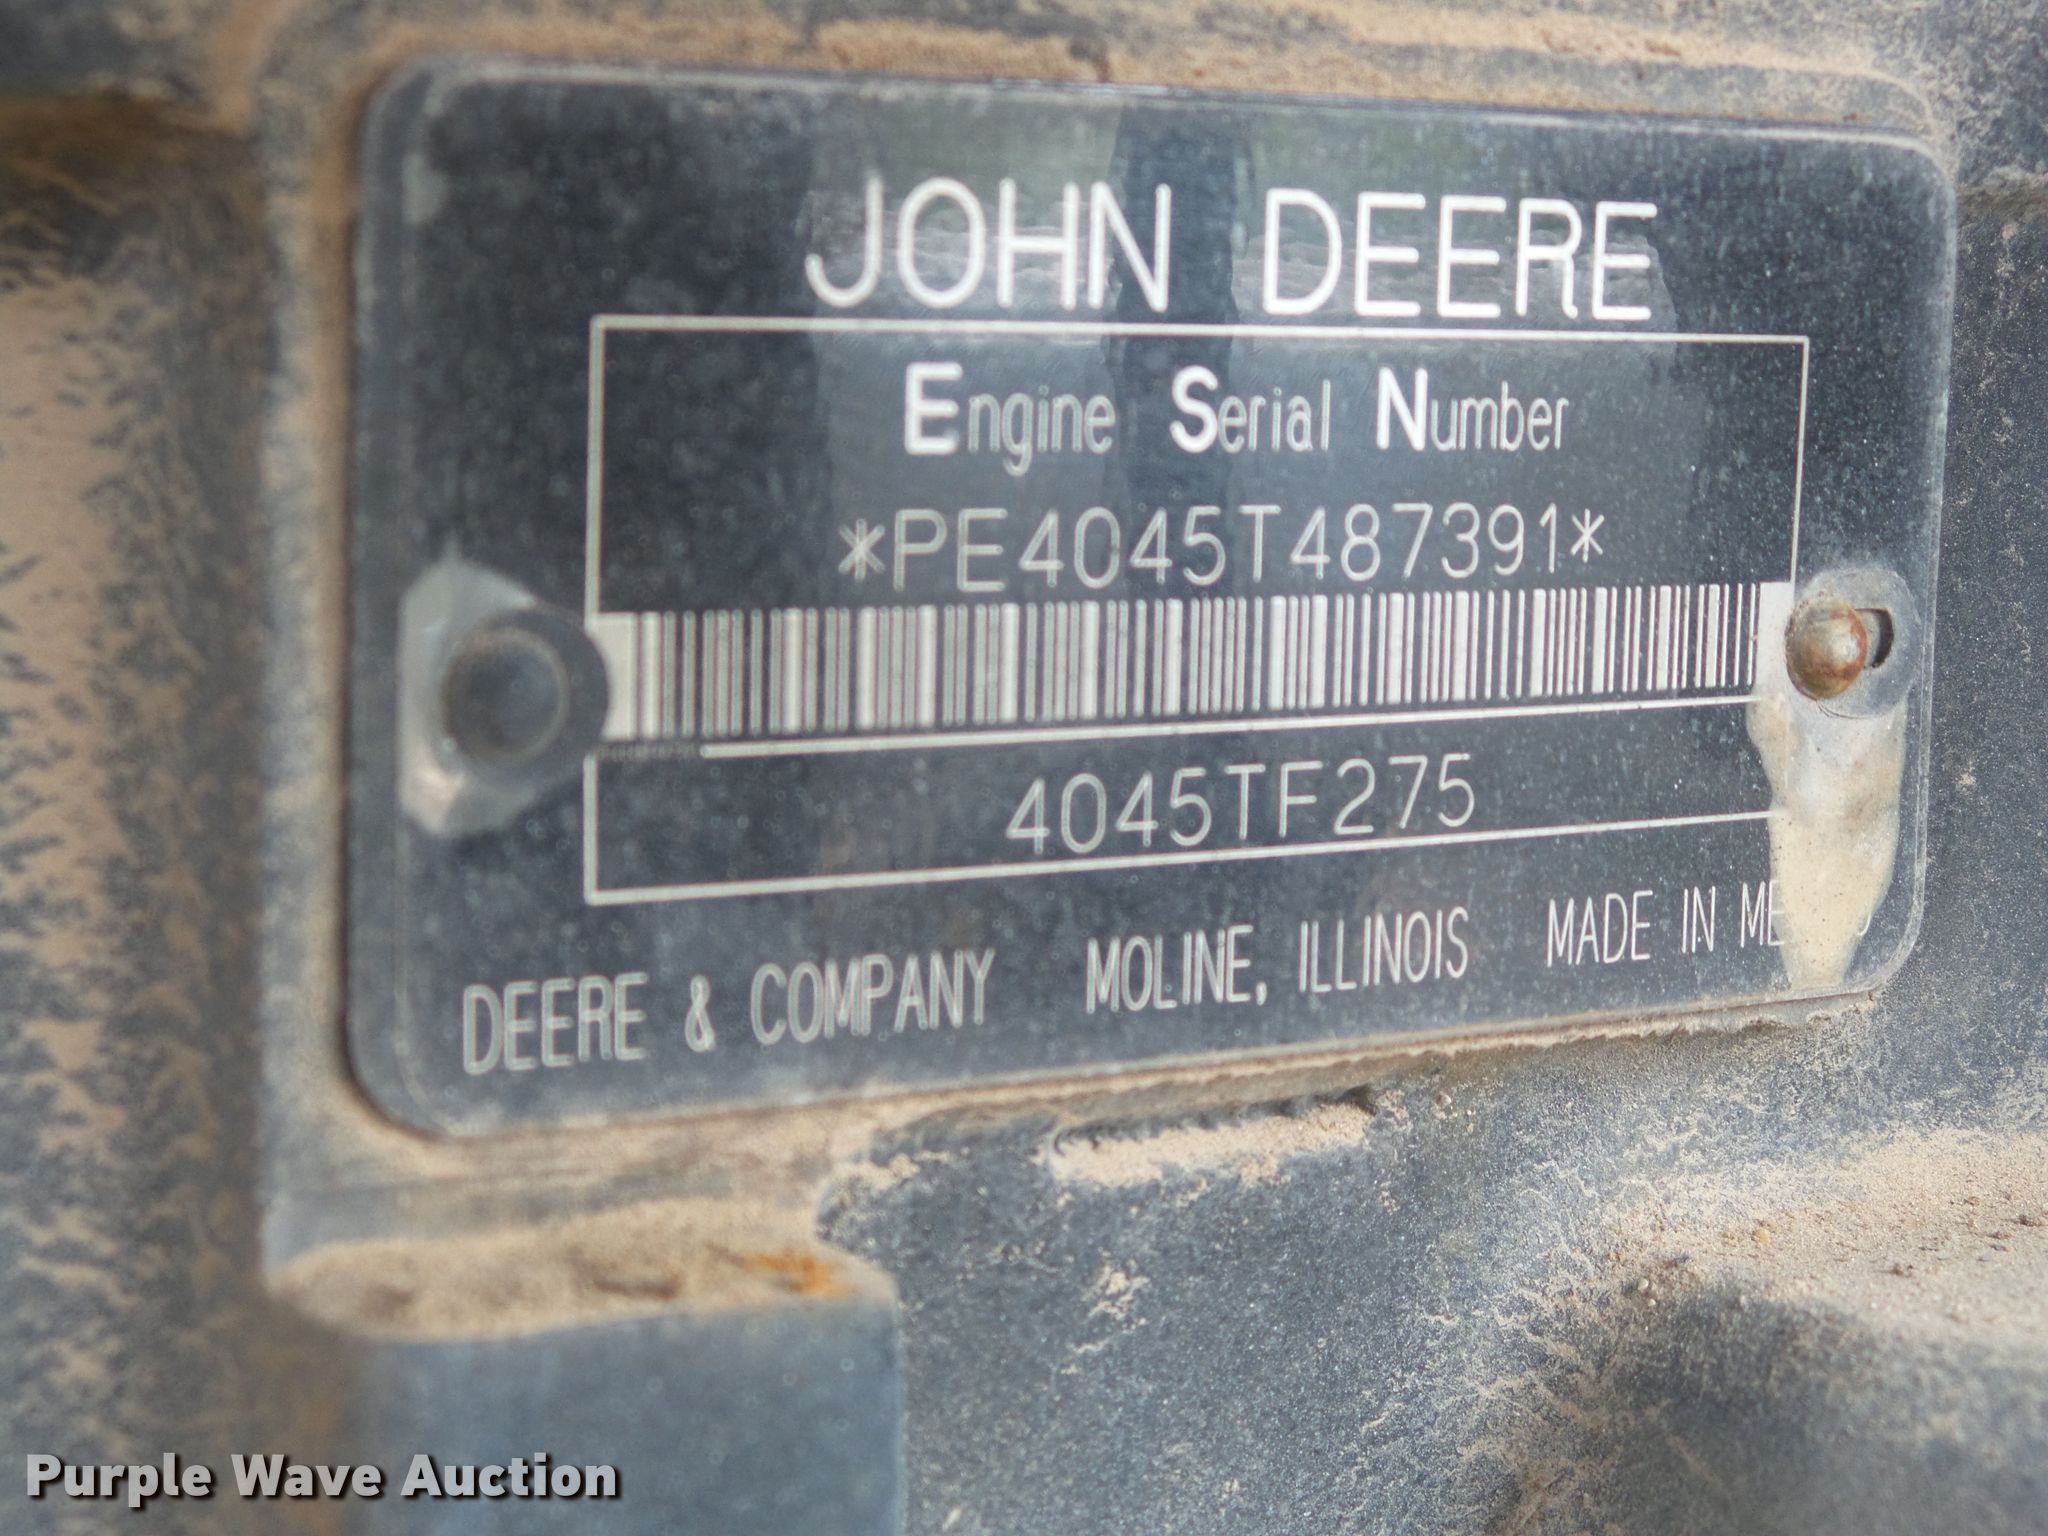 JOHN DEERE
Engine Serial Number
*PE4045T487391*
4045TF275
DEERE & COMPANY MOLINE, ILLINOIS MADE IN
Purple Wave Auction